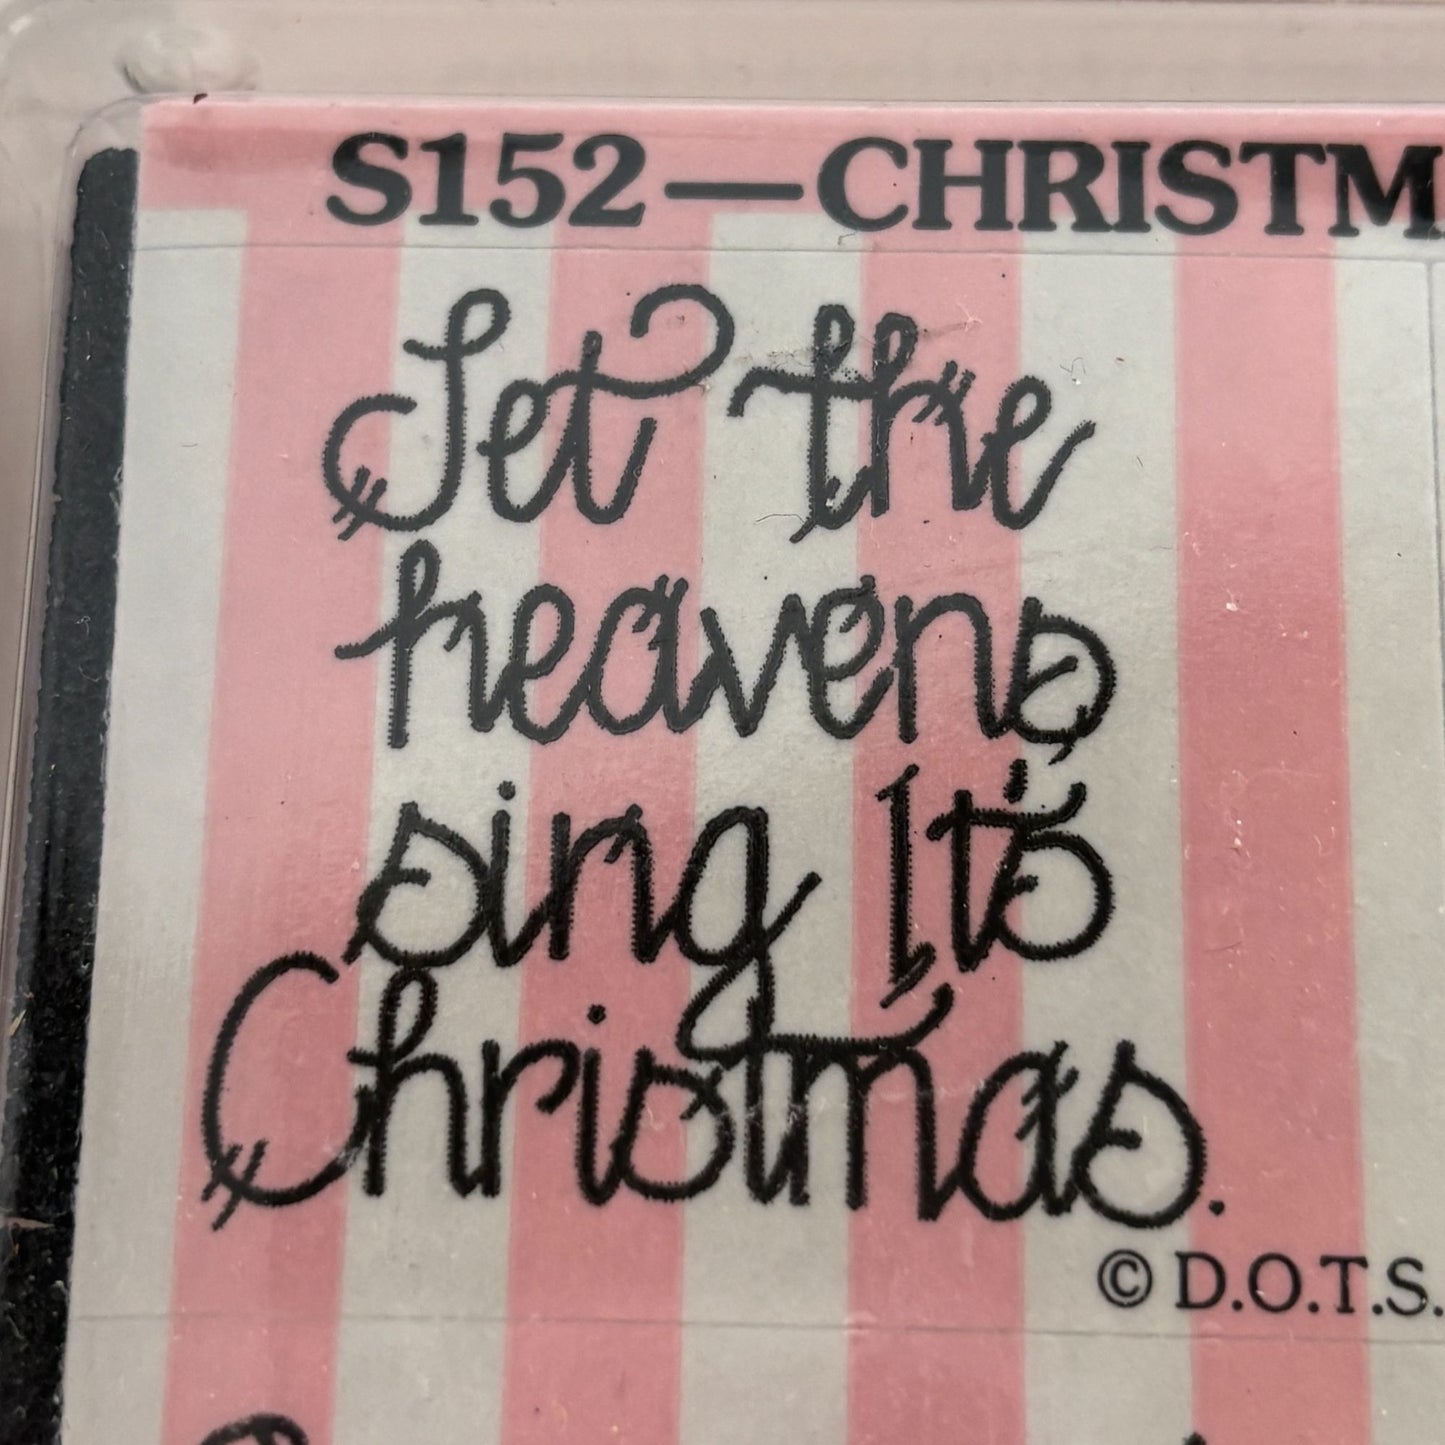 S152—CHRISTM
Let the
heavens
sing It's
Christmas.
© D.O.T.S.